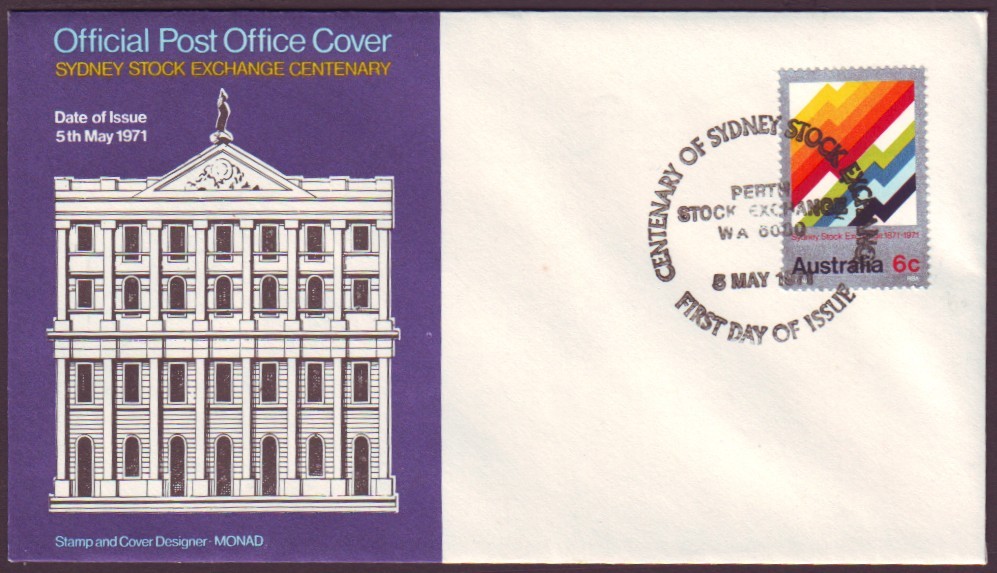 Official Post Office Cover
SYDNEY STOCK EXCHANGE CENTENARY
Date of Issue
5th May 1971
Stamp and Cover Designer · MONAD
CENTENARY OF SYDNEY STOCK EXCHANGE
PERTH
STOCK EXCHANGE
WA 6000
5 MAY 1971
FIRST DAY OF ISSUE
Sydney Stock Exchange 1871-1971
Australia 6c